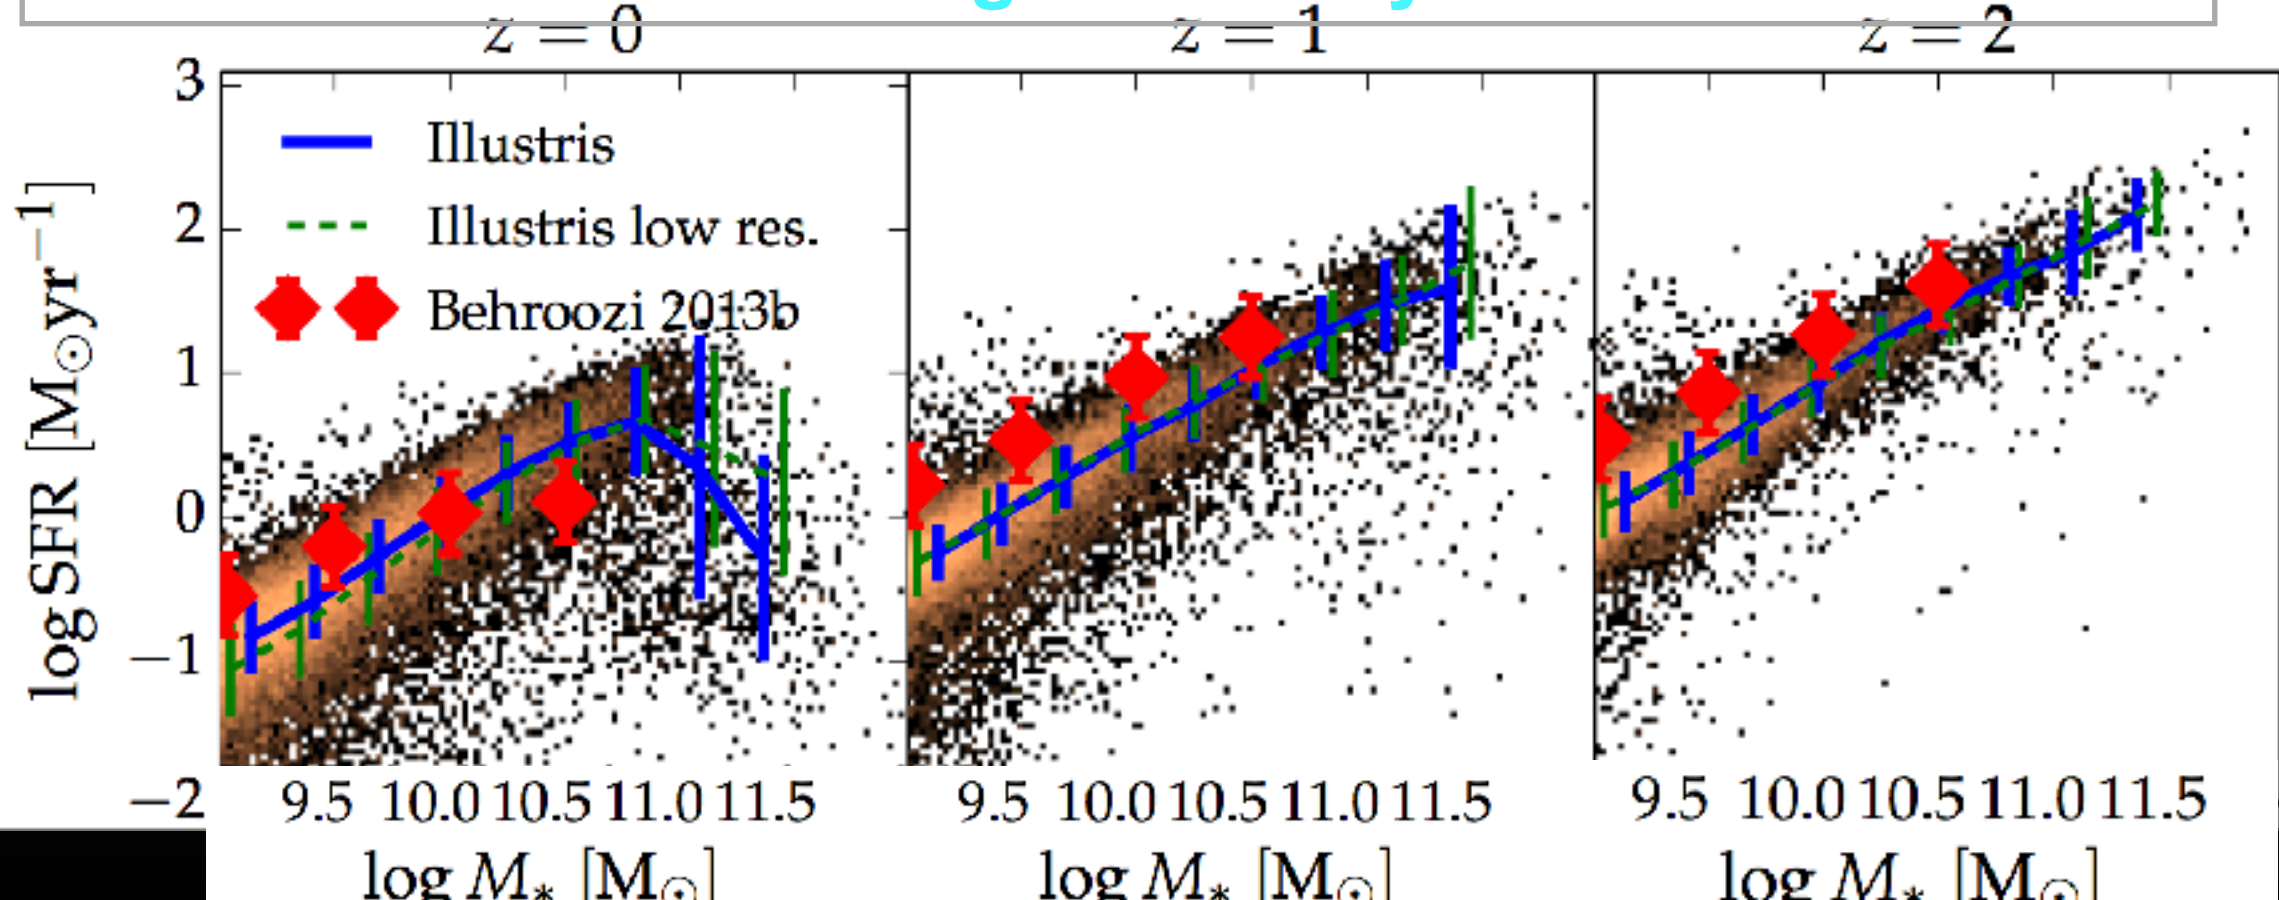 z = 0
z = 1
z = 2
3
2
1
0
−1
−2
log SFR [M⊙yr⁻¹]
Illustris
Illustris low res.
Behroozi 2013b
9.5 10.0 10.5 11.0 11.5
9.5 10.0 10.5 11.0 11.5
9.5 10.0 10.5 11.0 11.5
log M* [M⊙]
log M* [M⊙]
log M* [M⊙]